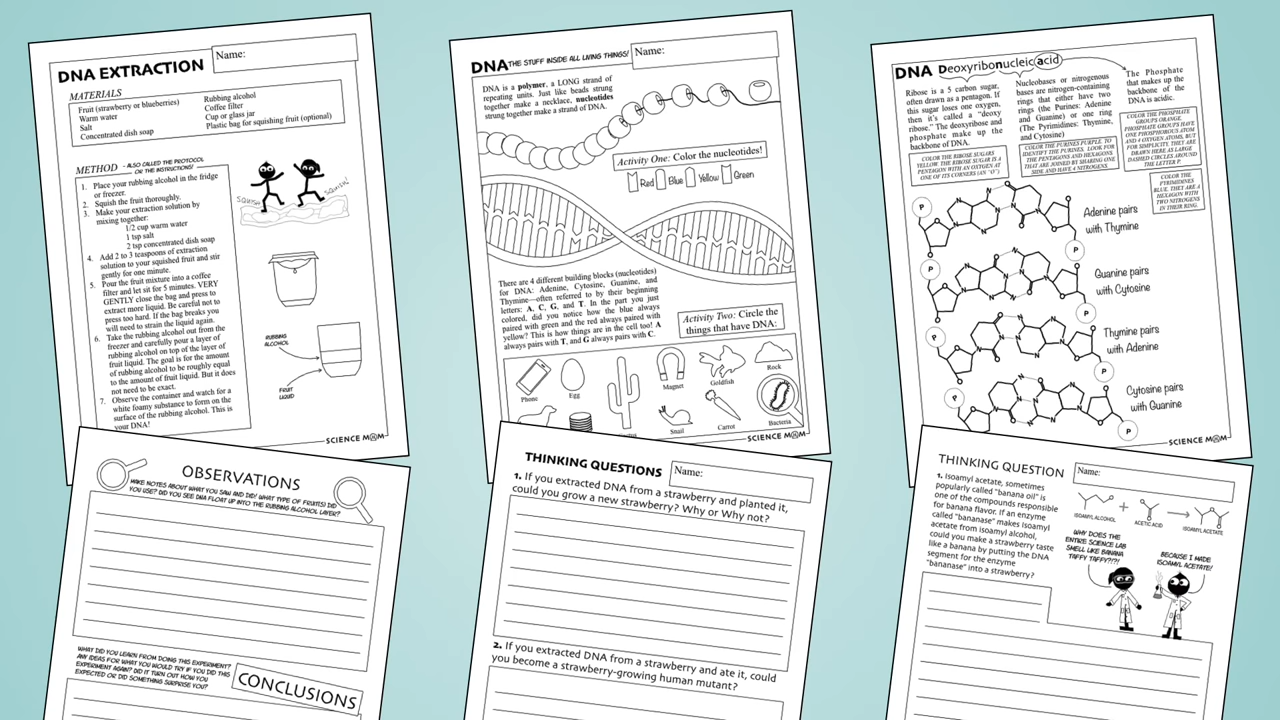 DNA EXTRACTION
Name:
MATERIALS
Fruit (strawberry or blueberries)
Warm water
Salt
Concentrated dish soap
Rubbing alcohol
Coffee filter
Cup or glass jar
Plastic bag for squishing fruit (optional)
METHOD - ALSO CALLED THE PROTOCOL
OR THE INSTRUCTIONS!
1. Place your rubbing alcohol in the fridge
or freezer.
2. Squish the fruit thoroughly.
3. Make your extraction solution by
mixing together:
1/2 cup warm water
1 tsp salt
2 tsp concentrated dish soap
4. Add 2 to 3 teaspoons of extraction
solution to your squished fruit and stir
gently for one minute.
5. Pour the fruit mixture into a coffee
filter and let sit for 5 minutes. VERY
GENTLY close the bag and press to
extract more liquid. Be careful not to
press too hard. If the bag breaks you
will need to strain the liquid again.
6. Take the rubbing alcohol out from the
freezer and carefully pour a layer of
rubbing alcohol on top of the layer of
fruit liquid. The goal is for the amount
of rubbing alcohol to be roughly equal
to the amount of fruit liquid. But it does
not need to be exact.
7. Observe the container and watch for a
white foamy substance to form on the
surface of the rubbing alcohol. This is
your DNA!
SQUISH
SQUISH
RUBBING
ALCOHOL
FRUIT
LIQUID
SCIENCE MOM
OBSERVATIONS
MAKE NOTES ABOUT WHAT YOU SAW AND DID! WHAT TYPE OF FRUIT(S) DID
YOU USE? DID YOU SEE DNA FLOAT UP INTO THE RUBBING ALCOHOL LAYER?
WHAT DID YOU LEARN FROM DOING THIS EXPERIMENT?
ANY IDEAS FOR WHAT YOU WOULD TRY IF YOU DID THIS
EXPERIMENT AGAIN? DID IT TURN OUT HOW YOU
EXPECTED OR DID SOMETHING SURPRISE YOU?
CONCLUSIONS
DNA THE STUFF INSIDE ALL LIVING THINGS!
Name:
DNA is a polymer, a LONG strand of
repeating units. Just like beads strung
together make a necklace, nucleotides
strung together make a strand of DNA.
Activity One: Color the nucleotides!
Red Blue Yellow Green
There are 4 different building blocks (nucleotides)
for DNA: Adenine, Cytosine, Guanine, and
Thymine—often referred to by their beginning
letters: A, C, G, and T. In the part you just
colored, did you notice how the blue always
paired with green and the red always paired with
yellow? This is how things are in the cell too! A
always pairs with T, and G always pairs with C.
Activity Two: Circle the
things that have DNA:
Phone
Egg
Magnet
Goldfish
Rock
Snail
Carrot
Bacteria
SCIENCE MOM
THINKING QUESTIONS
Name:
1. If you extracted DNA from a strawberry and planted it,
could you grow a new strawberry? Why or Why not?
2. If you extracted DNA from a strawberry and ate it, could
you become a strawberry-growing human mutant?
DNA Deoxyribonucleic acid
Ribose is a 5 carbon sugar,
often drawn as a pentagon. If
this sugar loses one oxygen,
then it's called a "deoxy
ribose." The deoxyribose and
phosphate make up the
backbone of DNA.
Nucleobases or nitrogenous
bases are nitrogen-containing
rings that either have two
(the Purines: Adenine
and Guanine) or one ring
(The Pyrimidines: Thymine,
and Cytosine)
The Phosphate
that makes up the
backbone of the
DNA is acidic.
COLOR THE RIBOSE SUGARS
YELLOW. THE RIBOSE SUGAR IS A
PENTAGON WITH AN OXYGEN AT
ONE OF ITS CORNERS (AN "O")
COLOR THE PURINES PURPLE. TO
IDENTIFY THE PURINES, LOOK FOR
THE PENTAGONS AND HEXAGONS
THAT ARE JOINED BY SHARING ONE
SIDE AND HAVE 4 NITROGENS
COLOR THE PHOSPHATE
GROUPS ORANGE.
PHOSPHATE GROUPS HAVE
ONE PHOSPHOROUS ATOM
AND 4 OXYGEN ATOMS, BUT
FOR SIMPLICITY, THEY ARE
DRAWN HERE AS LARGE
DASHED CIRCLES AROUND
THE LETTER P.
COLOR THE
PYRIMIDINES
BLUE. THEY ARE A
HEXAGON WITH
TWO NITROGENS
IN THEIR RING.
Adenine pairs
with Thymine
Guanine pairs
with Cytosine
Thymine pairs
with Adenine
Cytosine pairs
with Guanine
SCIENCE MOM
THINKING QUESTION
Name:
1. Isoamyl acetate, sometimes
popularly called "banana oil" is
one of the compounds responsible
for banana flavor. If an enzyme
called "bananase" makes isoamyl
acetate from isoamyl alcohol,
could you make a strawberry taste
like a banana by putting the DNA
segment for the enzyme
"bananase" into a strawberry?
ISOAMYL ALCOHOL
+
ACETIC ACID
ISOAMYL ACETATE
WHY DOES THE
ENTIRE SCIENCE LAB
SMELL LIKE BANANA
TAFFY TAFFY?!?!
BECAUSE I MADE
ISOAMYL ACETATE!